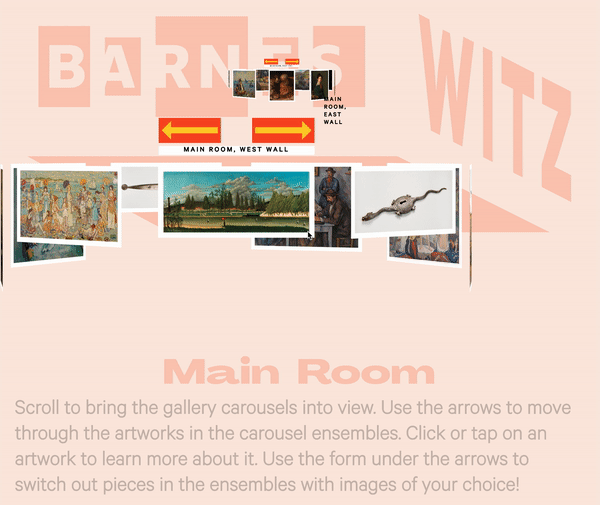 BARNES
WITZ
MAIN
ROOM,
EAST
WALL
MAIN ROOM, WEST WALL
Main Room
Scroll to bring the gallery carousels into view. Use the arrows to move
through the artworks in the carousel ensembles. Click or tap on an
artwork to learn more about it. Use the form under the arrows to
switch out pieces in the ensembles with images of your choice!